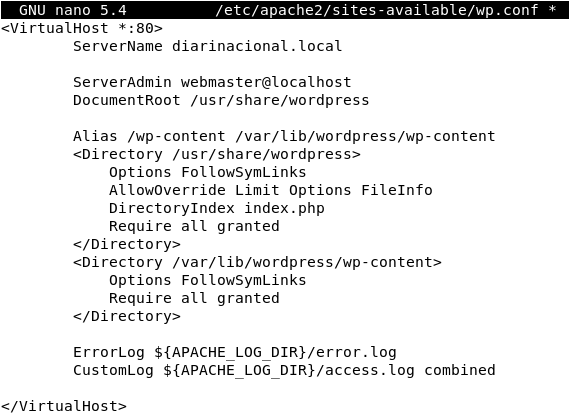 GNU nano 5.4 /etc/apache2/sites-available/wp.conf *
<VirtualHost *:80>
ServerName diarinacional.local
ServerAdmin webmaster@localhost
DocumentRoot /usr/share/wordpress
Alias /wp-content /var/lib/wordpress/wp-content
<Directory /usr/share/wordpress>
Options FollowSymLinks
AllowOverride Limit Options FileInfo
DirectoryIndex index.php
Require all granted
</Directory>
<Directory /var/lib/wordpress/wp-content>
Options FollowSymLinks
Require all granted
</Directory>
ErrorLog ${APACHE_LOG_DIR}/error.log
CustomLog ${APACHE_LOG_DIR}/access.log combined
</VirtualHost>